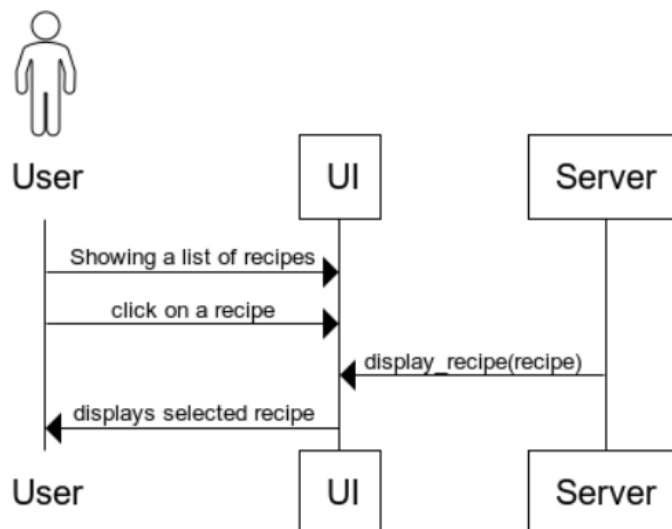 User
UI
Server
Showing a list of recipes
click on a recipe
display_recipe(recipe)
displays selected recipe
User
UI
Server